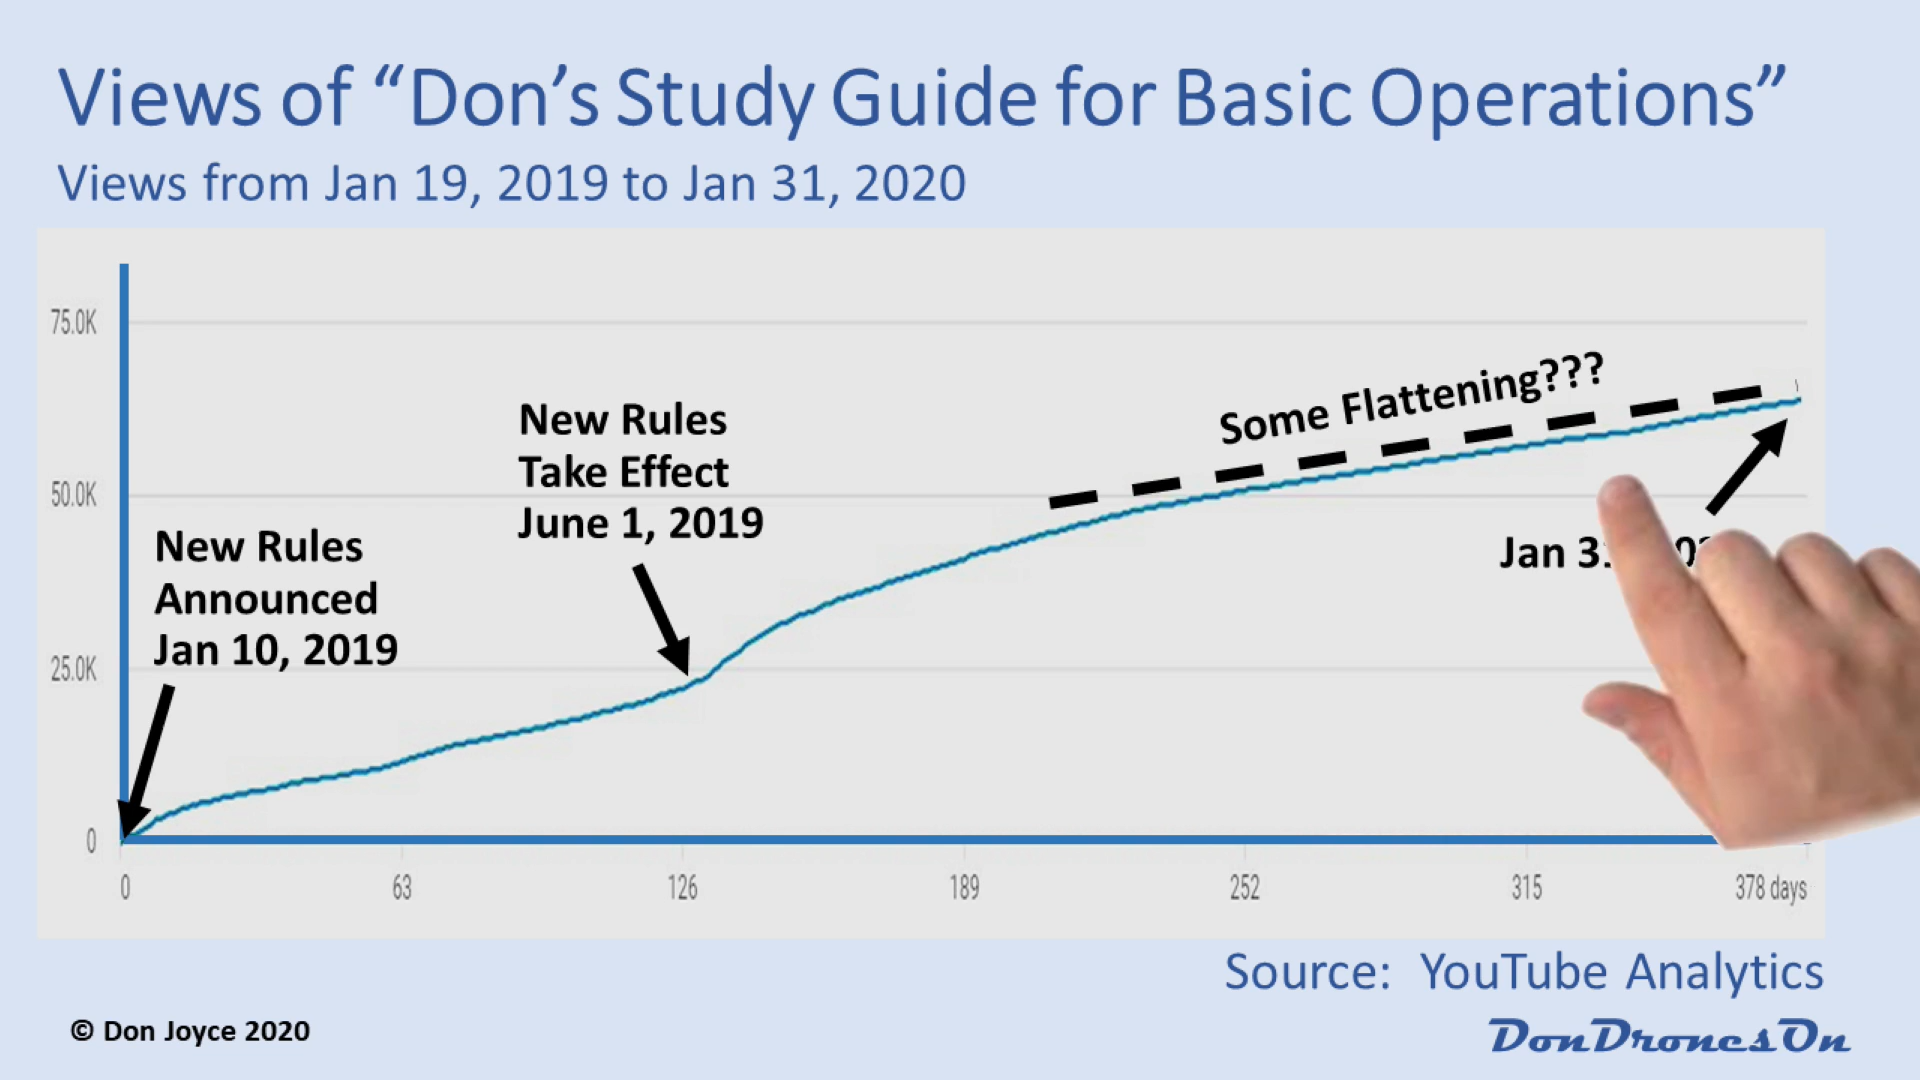 Views of “Don’s Study Guide for Basic Operations”
Views from Jan 19, 2019 to Jan 31, 2020
75.0K
50.0K
25.0K
0
New Rules
Announced
Jan 10, 2019
New Rules
Take Effect
June 1, 2019
Some Flattening???
Jan
0 63 126 189 252 315 378 days
Source: YouTube Analytics
© Don Joyce 2020
DonDronesOn